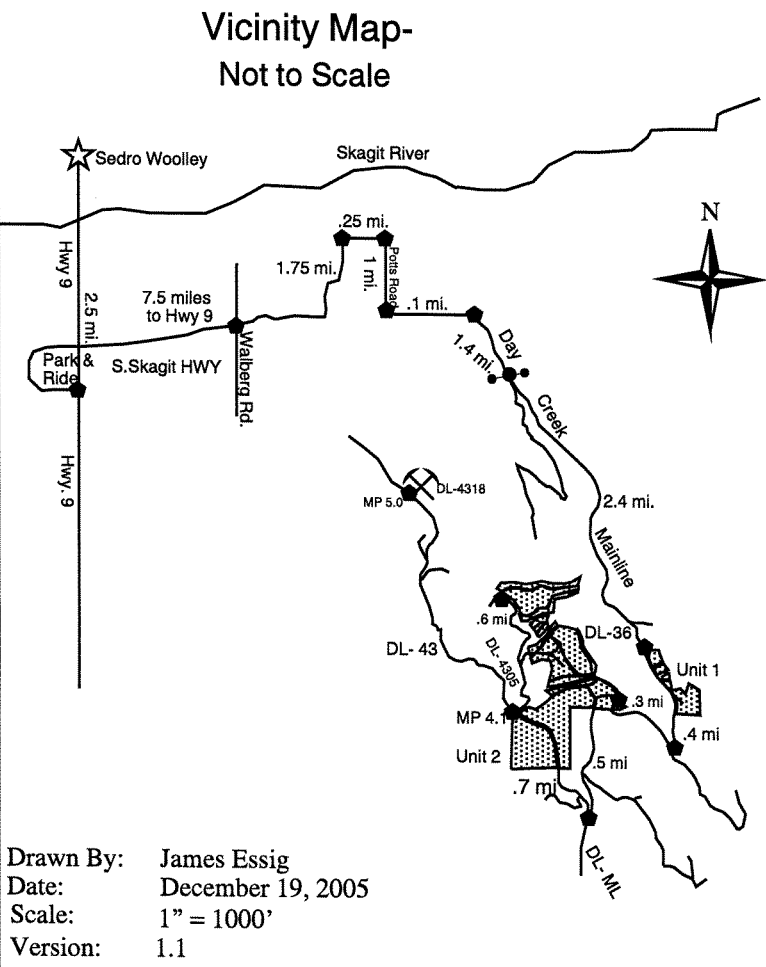 Vicinity Map-
Not to Scale
Sedro Woolley
Skagit River
N
.25 mi.
Hwy 9
1.75 mi.
1 mi.
Potts Road
2.5 mi.
7.5 miles
to Hwy 9
.1 mi.
Day
1.4 mi.
Park &
Ride
S.Skagit HWY
Walberg Rd.
Creek
Hwy. 9
DL-4318
MP 5.0
2.4 mi.
Mainline
.6 mi
DL-36
DL- 43
DL- 4305
Unit 1
.3 mi
MP 4.1
.4 mi
Unit 2
.5 mi
.7 mi
DL- ML
Drawn By: James Essig
Date: December 19, 2005
Scale: 1” = 1000’
Version: 1.1